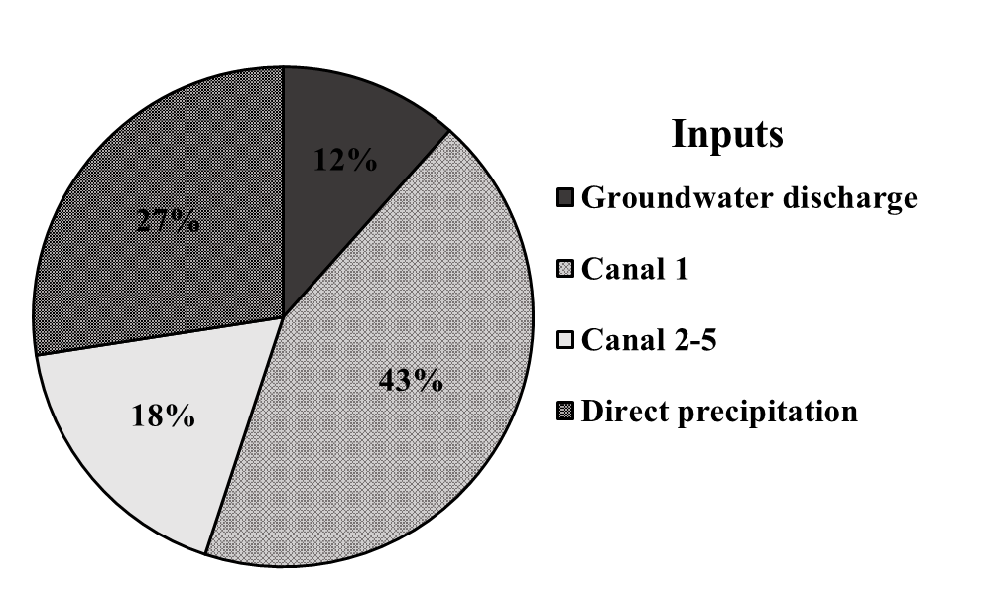 Inputs
12%
27%
43%
18%
Groundwater discharge
Canal 1
Canal 2-5
Direct precipitation